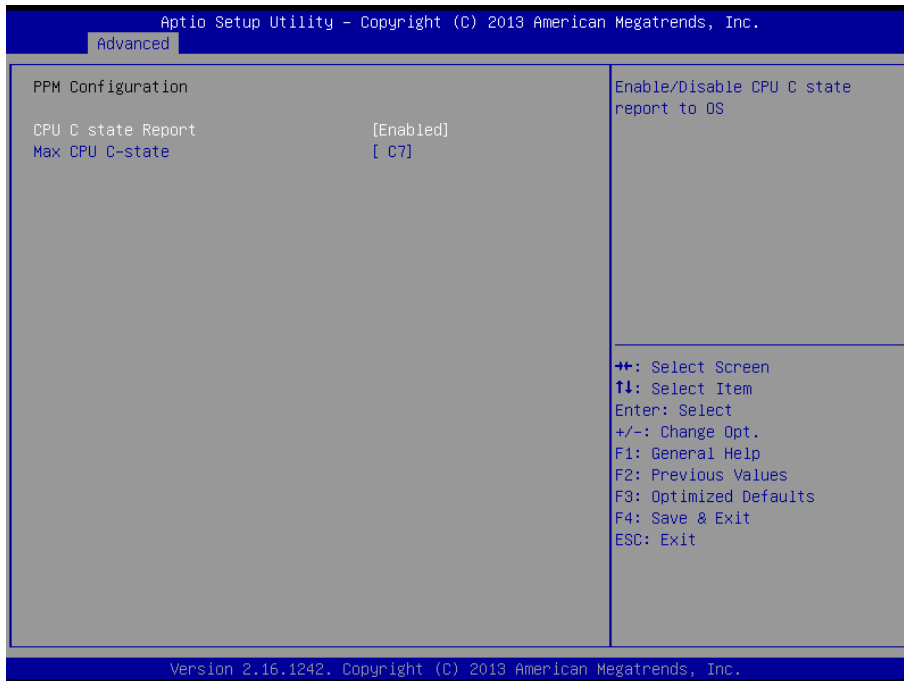 Aptio Setup Utility – Copyright (C) 2013 American Megatrends, Inc.
Advanced
PPM Configuration
CPU C state Report [Enabled]
Max CPU C-state [ C7]
Enable/Disable CPU C state
report to OS
→←: Select Screen
↑↓: Select Item
Enter: Select
+/-: Change Opt.
F1: General Help
F2: Previous Values
F3: Optimized Defaults
F4: Save & Exit
ESC: Exit
Version 2.16.1242. Copyright (C) 2013 American Megatrends, Inc.